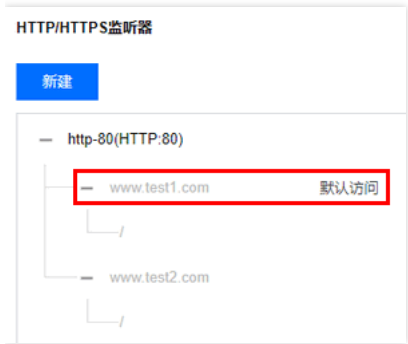 HTTP/HTTPS监听器
新建
http-80(HTTP:80)
www.test1.com 默认访问
/
www.test2.com
/